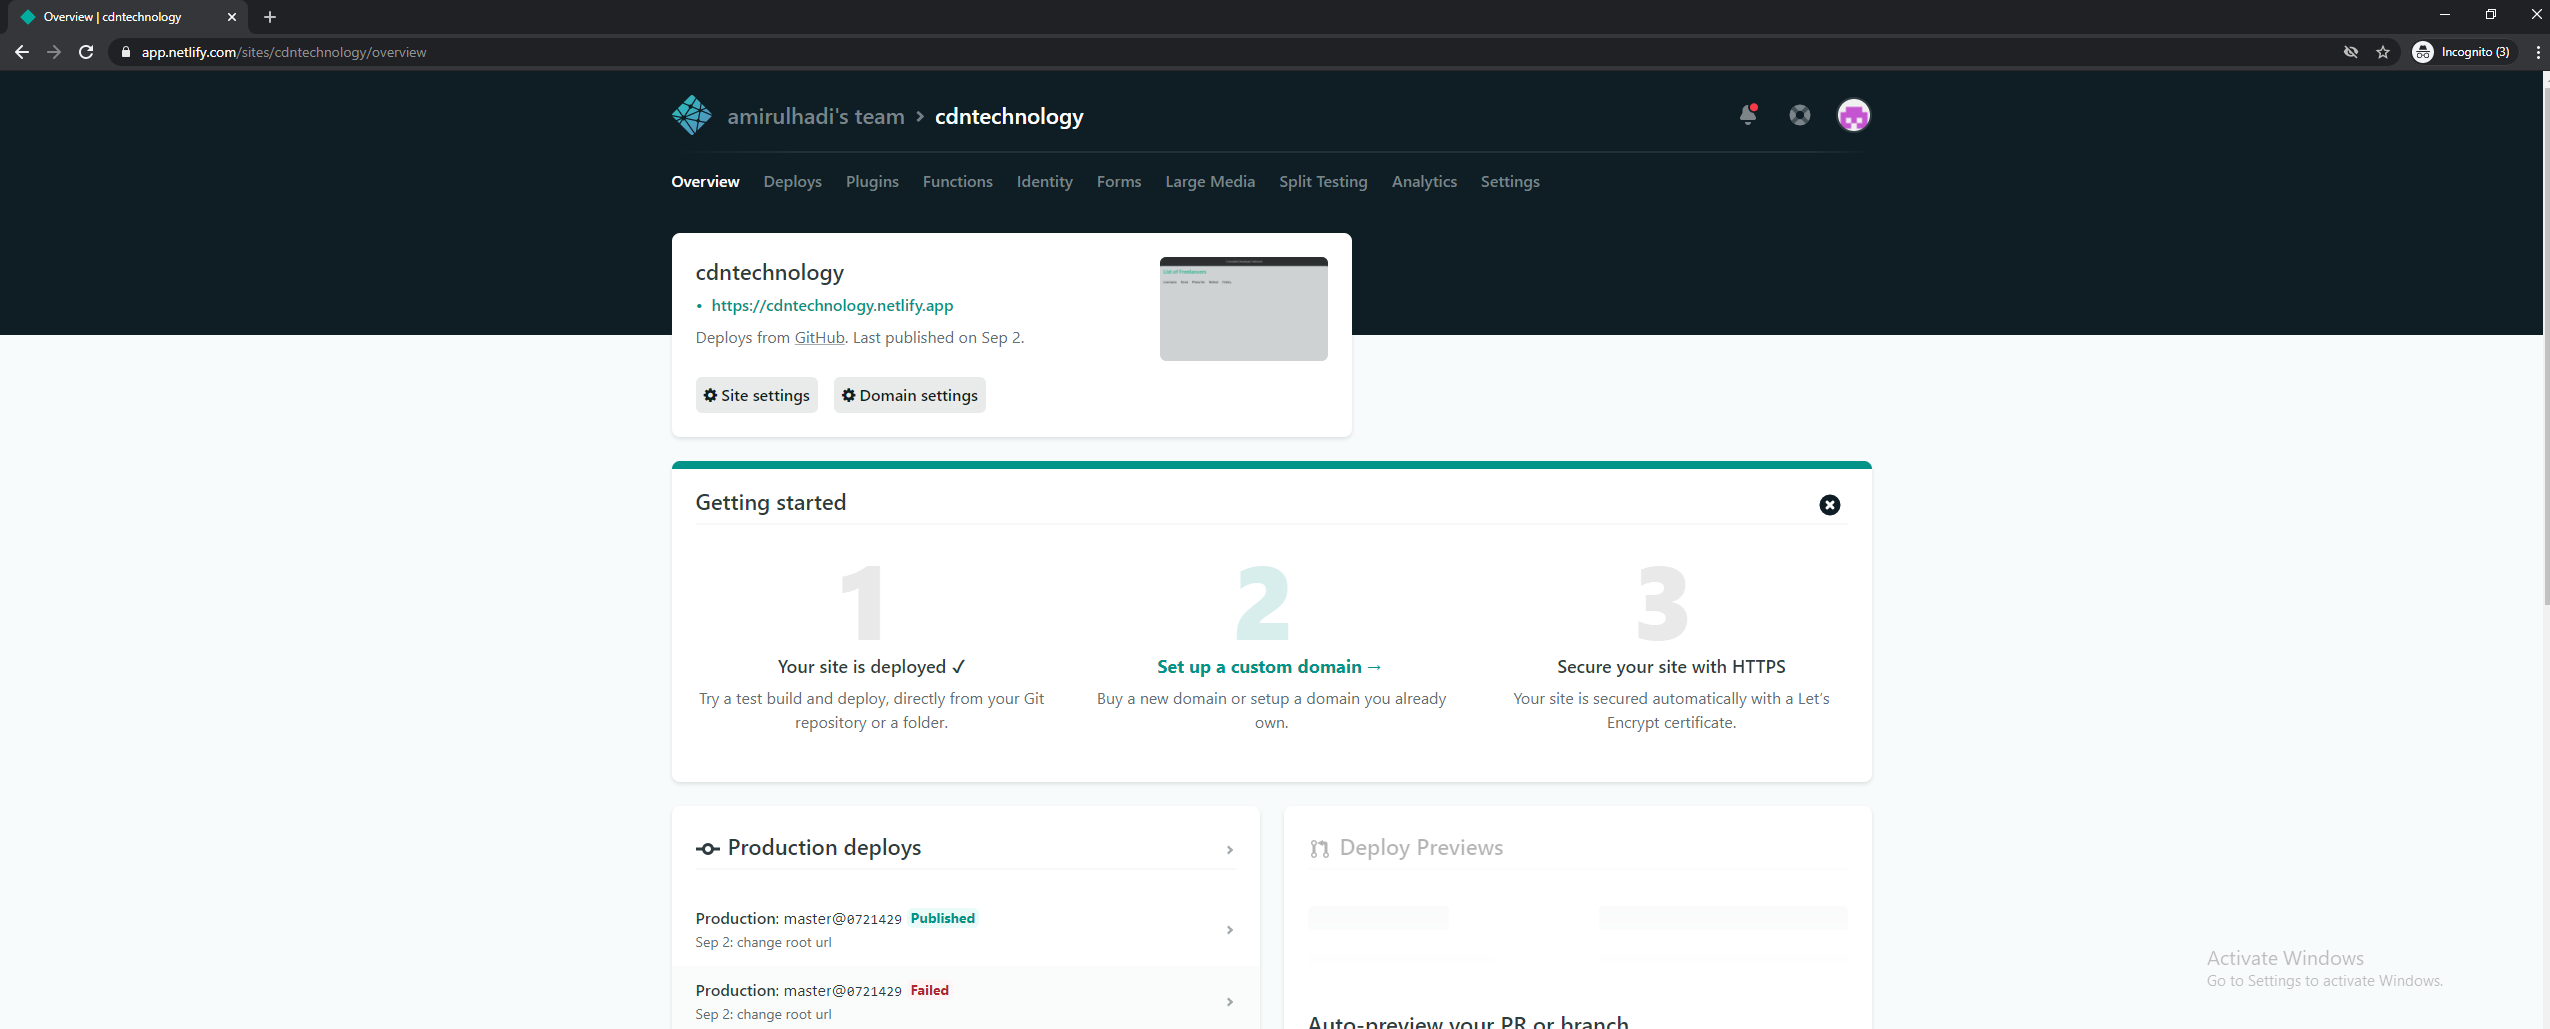 Overview | cdntechnology
app.netlify.com/sites/cdntechnology/overview
Incognito (3)
amirulhadi's team > cdntechnology
Overview Deploys Plugins Functions Identity Forms Large Media Split Testing Analytics Settings
cdntechnology
• https://cdntechnology.netlify.app
Deploys from GitHub. Last published on Sep 2.
List of Freelancers
Site settings Domain settings
Getting started
1
2
3
Your site is deployed ✓
Try a test build and deploy, directly from your Git
repository or a folder.
Set up a custom domain →
Buy a new domain or setup a domain you already
own.
Secure your site with HTTPS
Your site is secured automatically with a Let’s
Encrypt certificate.
Production deploys
Production: master@0721429 Published
Sep 2: change root url
Production: master@0721429 Failed
Sep 2: change root url
Deploy Previews
Auto-preview your PR or branch
Activate Windows
Go to Settings to activate Windows.